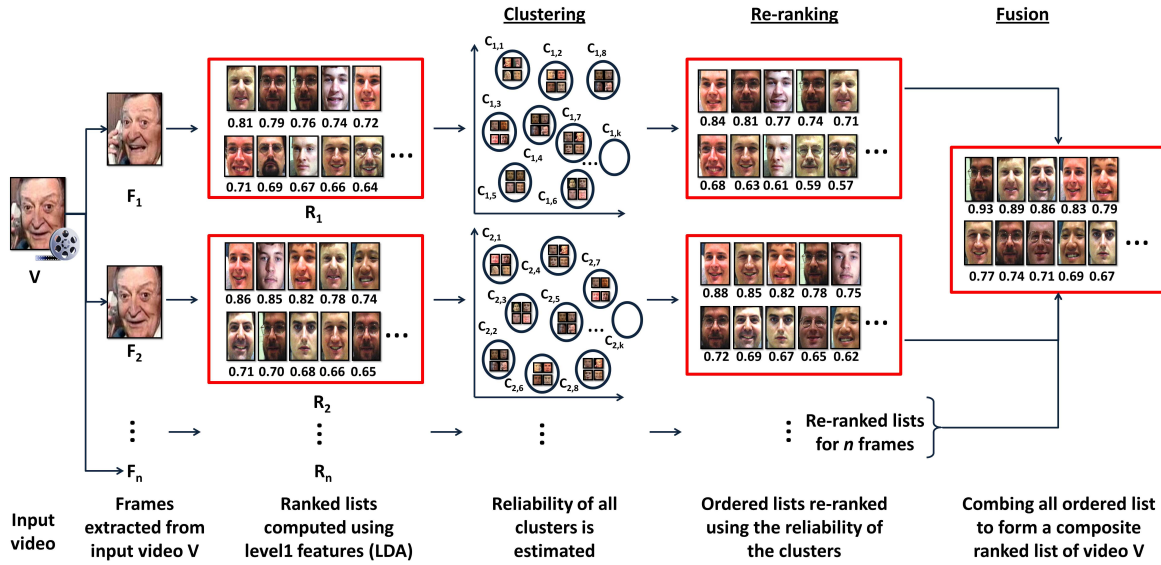 Clustering
Re-ranking
Fusion
C1,1
C1,2
C1,8
C1,3
C1,7
C1,4
C1,k
...
C1,5
C1,6
F1
0.81 0.79 0.76 0.74 0.72
0.71 0.69 0.67 0.66 0.64 ...
R1
0.84 0.81 0.77 0.74 0.71
0.68 0.63 0.61 0.59 0.57 ...
0.93 0.89 0.86 0.83 0.79
0.77 0.74 0.71 0.69 0.67 ...
V
F2
0.86 0.85 0.82 0.78 0.74
0.71 0.70 0.68 0.66 0.65 ...
R2
C2,1
C2,4
C2,7
C2,3
C2,5
C2,2
...
C2,k
C2,6
C2,8
0.88 0.85 0.82 0.78 0.75
0.72 0.69 0.67 0.65 0.62 ...
Re-ranked lists
for n frames
Fn
Rn
Input
video
Frames
extracted from
input video V
Ranked lists
computed using
level1 features (LDA)
Reliability of all
clusters is
estimated
Ordered lists re-ranked
using the reliability of
the clusters
Combing all ordered list
to form a composite
ranked list of video V